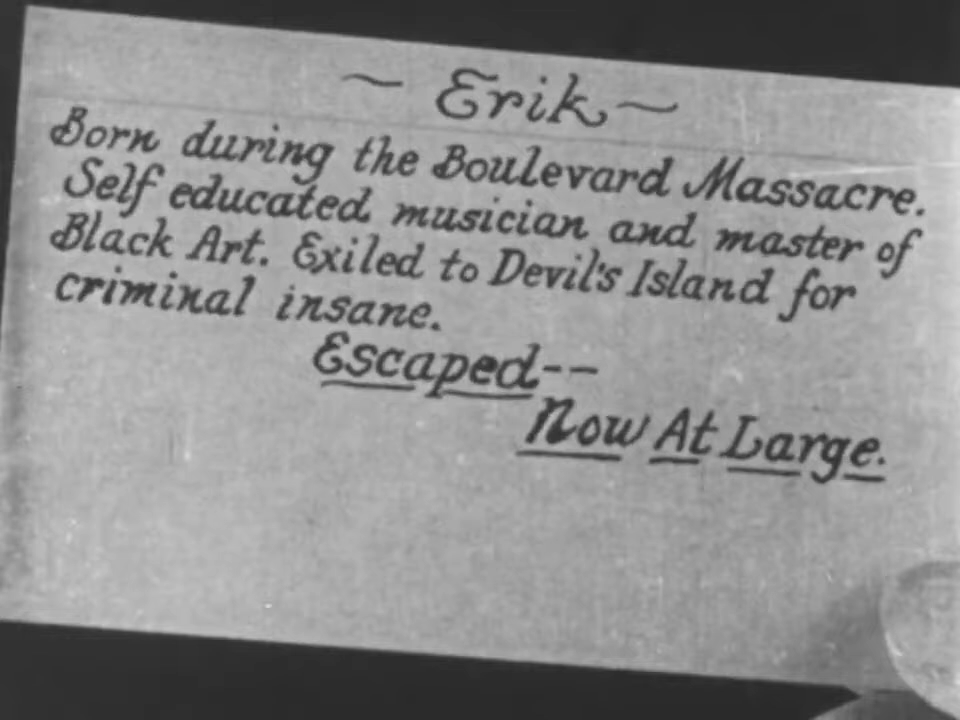 ~ Erik ~
Born during the Boulevard Massacre.
Self educated musician and master of
Black Art. Exiled to Devil's Island for
criminal insane.
Escaped--
Now At Large.